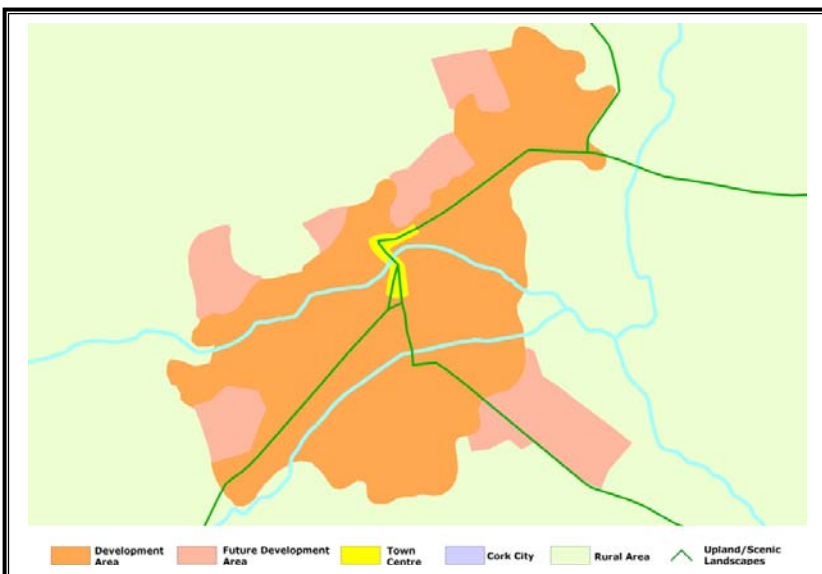 Development Area
Future Development Area
Town Centre
Cork City
Rural Area
Upland/Scenic Landscapes